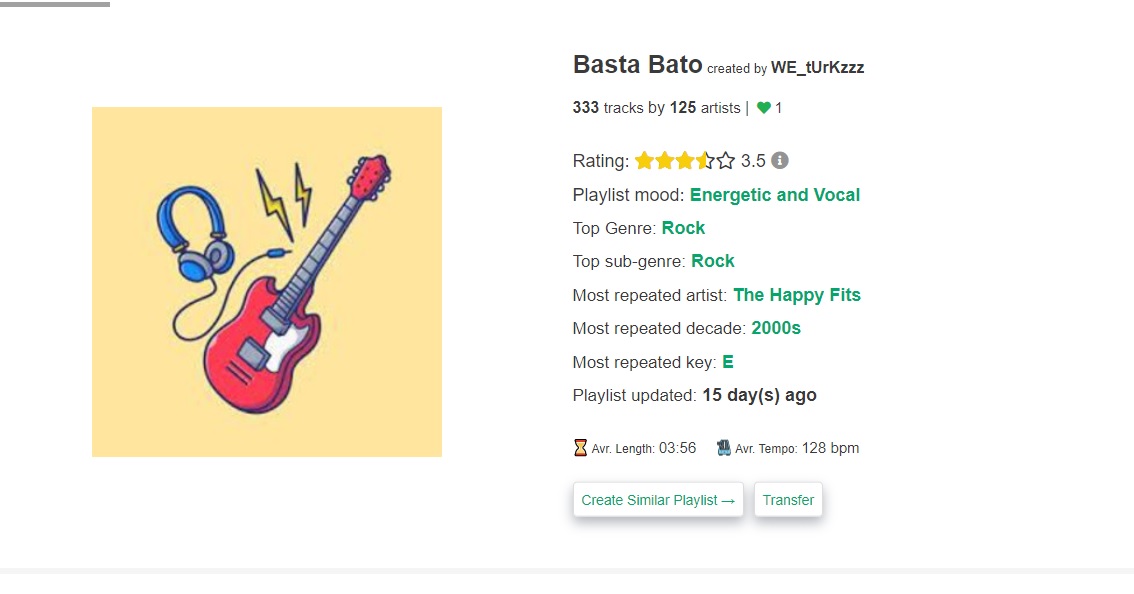 Basta Bato created by WE_tUrKzzz
333 tracks by 125 artists | 1
Rating: 3.5
Playlist mood: Energetic and Vocal
Top Genre: Rock
Top sub-genre: Rock
Most repeated artist: The Happy Fits
Most repeated decade: 2000s
Most repeated key: E
Playlist updated: 15 day(s) ago
Avr. Length: 03:56 Avr. Tempo: 128 bpm
Create Similar Playlist → Transfer